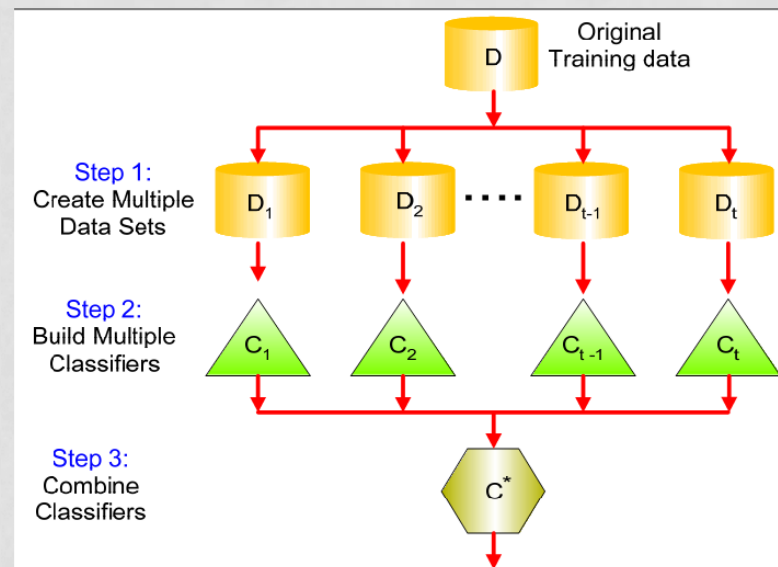 D
Original
Training data
Step 1:
Create Multiple
Data Sets
D₁
D₂
....
Dₜ₋₁
Dₜ
Step 2:
Build Multiple
Classifiers
C₁
C₂
Cₜ₋₁
Cₜ
Step 3:
Combine
Classifiers
C*